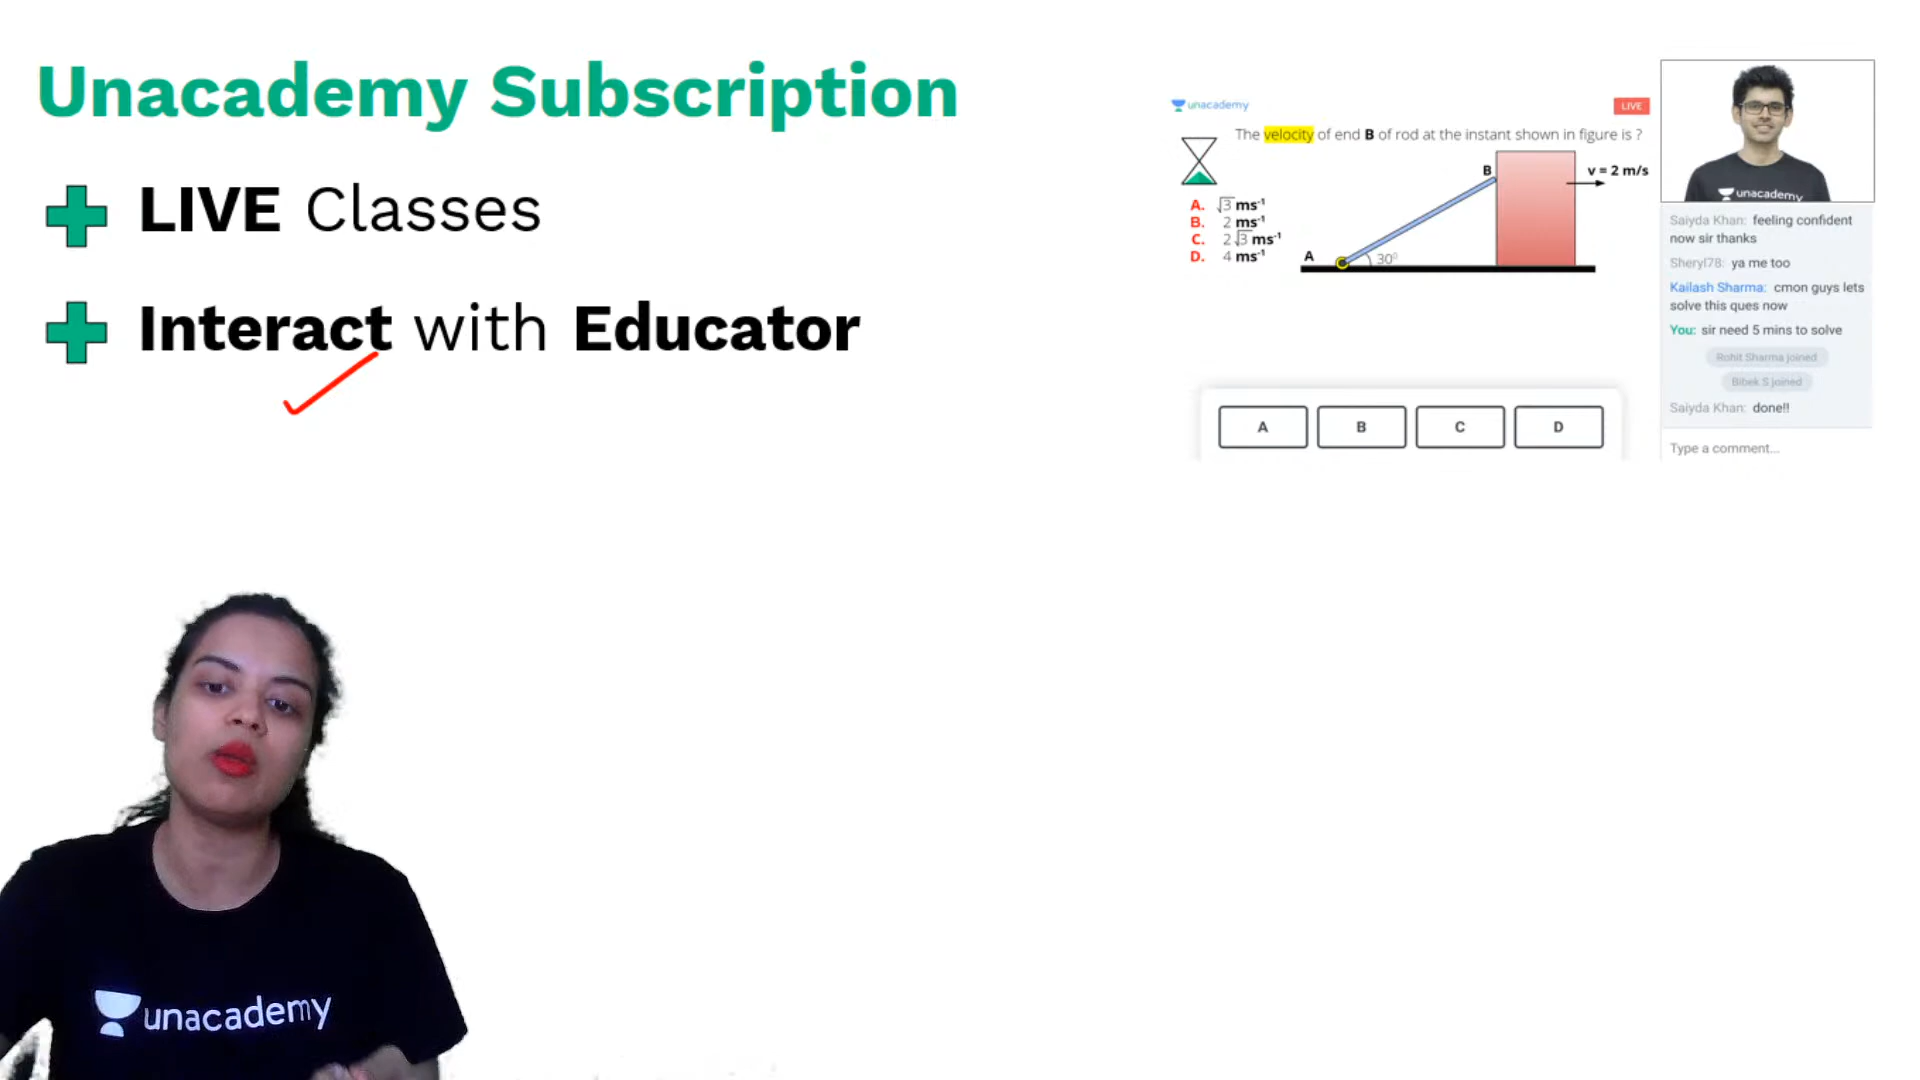 Unacademy Subscription
LIVE Classes
Interact with Educator
unacademy
LIVE
The velocity of end B of rod at the instant shown in figure is ?
A. √3 ms⁻¹
B. 2 ms⁻¹
C. 2√3 ms⁻¹
D. 4 ms⁻¹
B
v = 2 m/s
A
30⁰
A B C D
unacademy
Saiyda Khan: feeling confident
now sir thanks
Sheryl78: ya me too
Kailash Sharma: cmon guys lets
solve this ques now
You: sir need 5 mins to solve
Rohit Sharma joined
Bibek S joined
Saiyda Khan: done!!
Type a comment...
unacademy